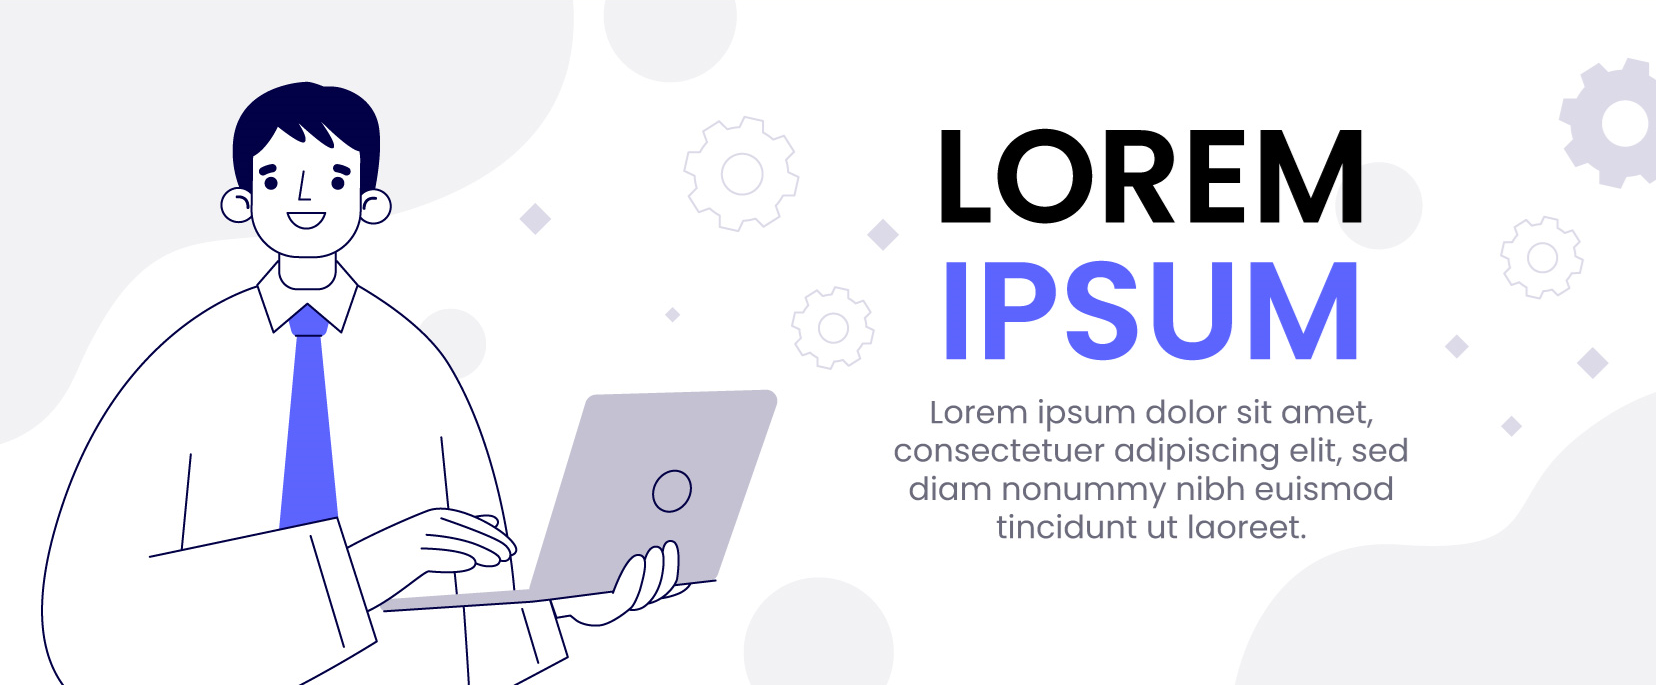 LOREM
IPSUM
Lorem ipsum dolor sit amet,
consectetuer adipiscing elit, sed
diam nonummy nibh euismod
tincidunt ut laoreet.